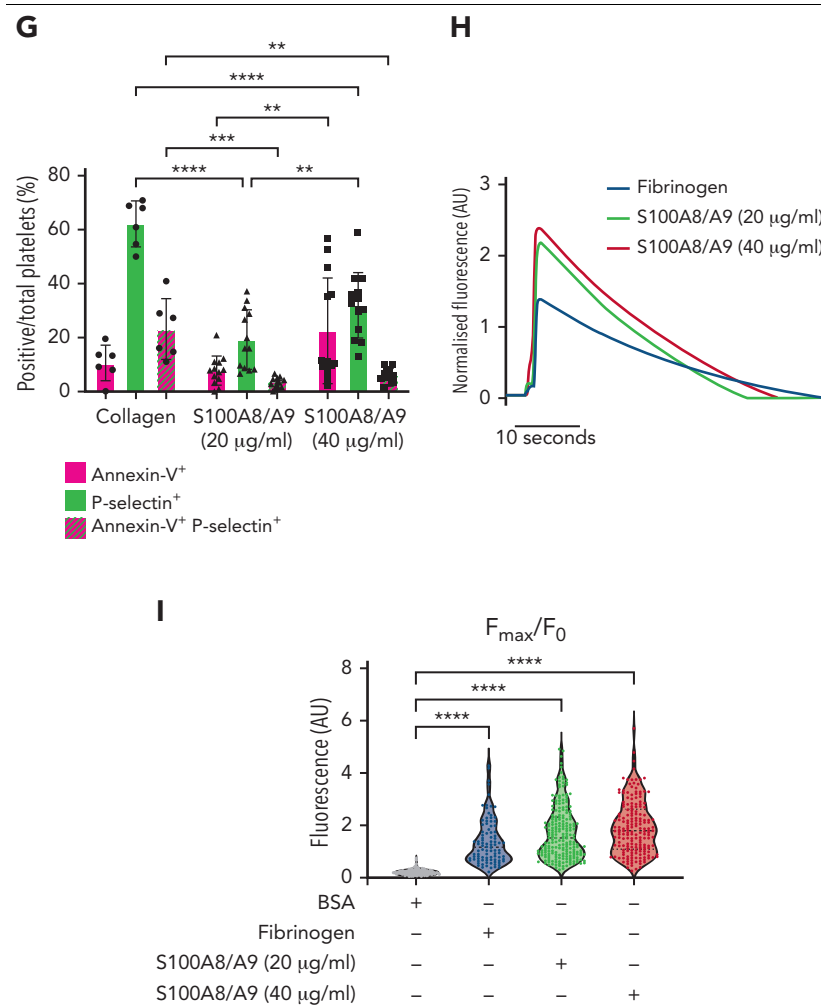 G
**
****
**
***
****
**
Positive/total platelets (%)
80
60
40
20
0
Collagen
S100A8/A9
(20 μg/ml)
S100A8/A9
(40 μg/ml)
Annexin-V⁺
P-selectin⁺
Annexin-V⁺ P-selectin⁺
H
Normalised fluorescence (AU)
3
2
1
0
Fibrinogen
S100A8/A9 (20 μg/ml)
S100A8/A9 (40 μg/ml)
10 seconds
I
Fmax/F0
****
****
****
Fluorescence (AU)
8
6
4
2
0
BSA + – – –
Fibrinogen – + – –
S100A8/A9 (20 μg/ml) – – + –
S100A8/A9 (40 μg/ml) – – – +